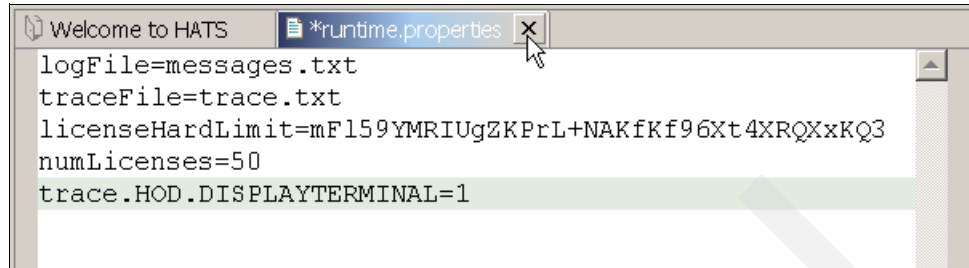 Welcome to HATS *runtime.properties
logFile=messages.txt
traceFile=trace.txt
licenseHardLimit=mFl59YMRIUgZKPrL+NAKfKf96Xt4XRQXxKQ3
numLicenses=50
trace.HOD.DISPLAYTERMINAL=1